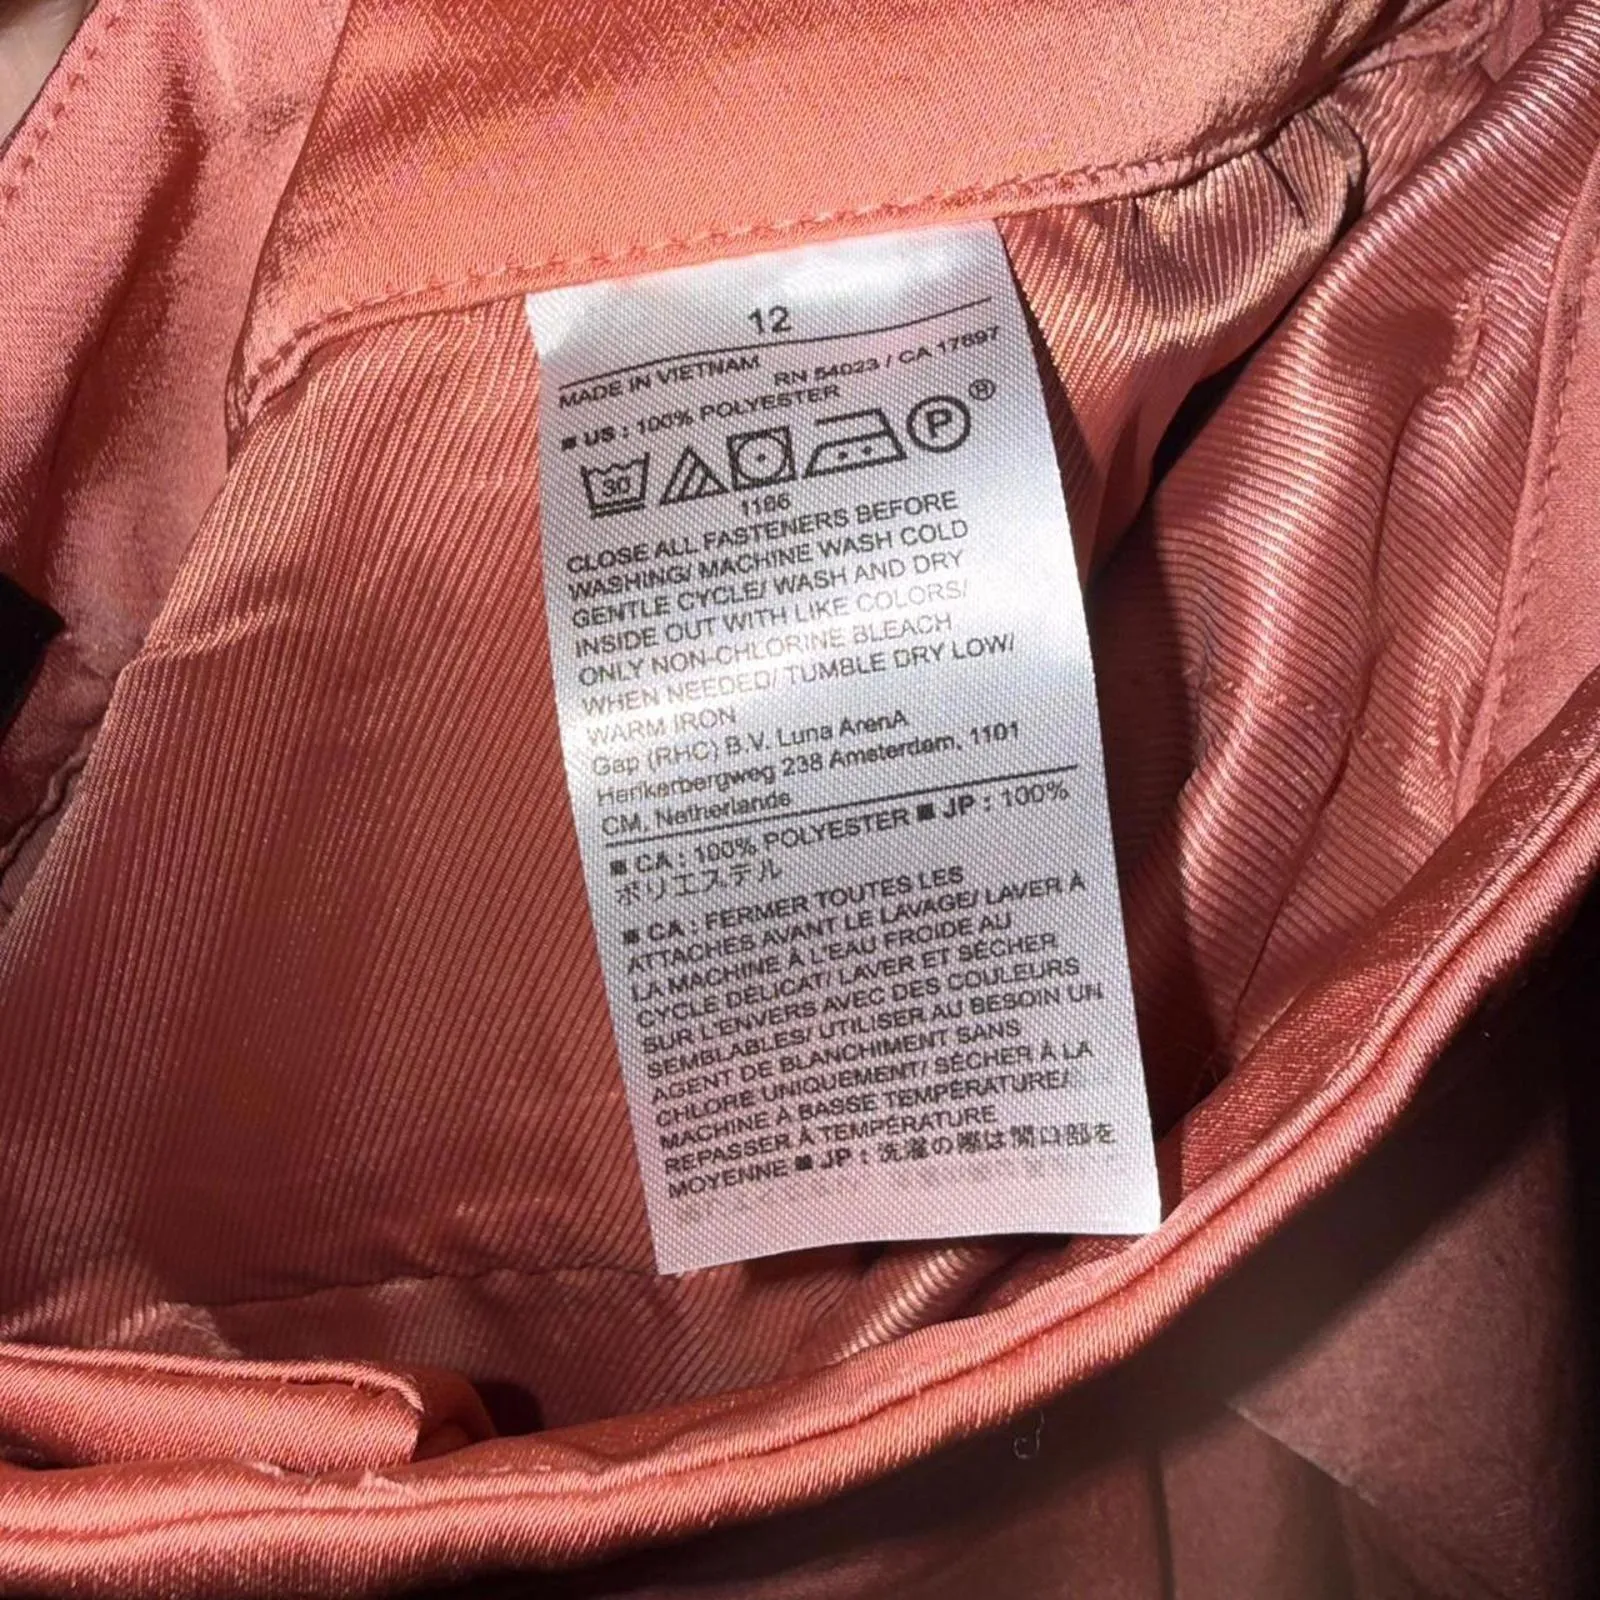 12
MADE IN VIETNAM
RN 54023 / CA 17897
■ US : 100% POLYESTER
30
P ®
1186
CLOSE ALL FASTENERS BEFORE
WASHING/ MACHINE WASH COLD
GENTLE CYCLE/ WASH AND DRY
INSIDE OUT WITH LIKE COLORS/
ONLY NON-CHLORINE BLEACH
WHEN NEEDED/ TUMBLE DRY LOW/
WARM IRON
Gap (RHC) B.V. Luna ArenA
Herikerbergweg 238 Amsterdam, 1101
CM, Netherlands
■ CA : 100% POLYESTER ■ JP : 100%
ポリエステル
■ CA : FERMER TOUTES LES
ATTACHES AVANT LE LAVAGE/ LAVER À
LA MACHINE À L'EAU FROIDE AU
CYCLE DÉLICAT/ LAVER ET SÉCHER
SUR L'ENVERS AVEC DES COULEURS
SEMBLABLES/ UTILISER AU BESOIN UN
AGENT DE BLANCHIMENT SANS
CHLORE UNIQUEMENT/ SÉCHER À LA
MACHINE À BASSE TEMPÉRATURE/
REPASSER À TEMPÉRATURE
MOYENNE ■ JP : 洗濯の際は開口部を